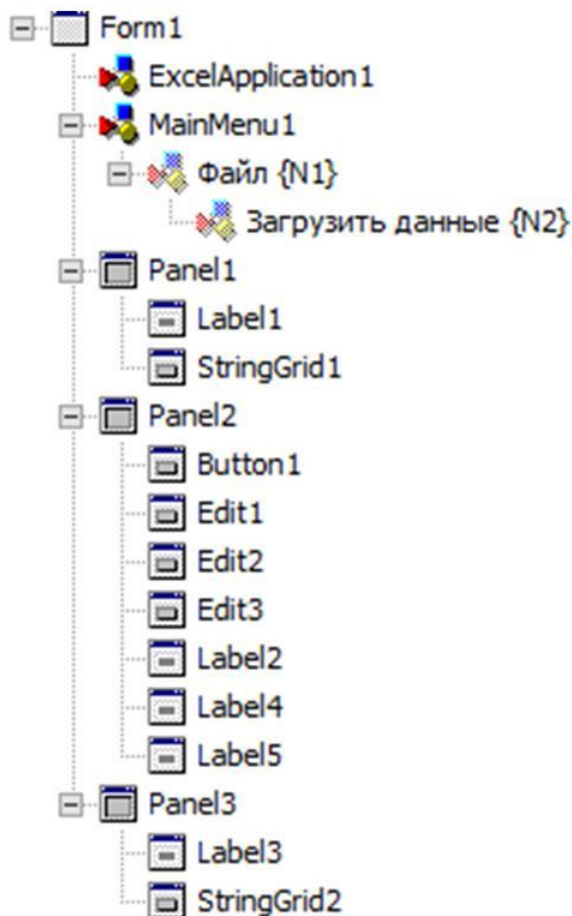 Form1
ExcelApplication1
MainMenu1
Файл {N1}
Загрузить данные {N2}
Panel1
Label1
StringGrid1
Panel2
Button1
Edit1
Edit2
Edit3
Label2
Label4
Label5
Panel3
Label3
StringGrid2